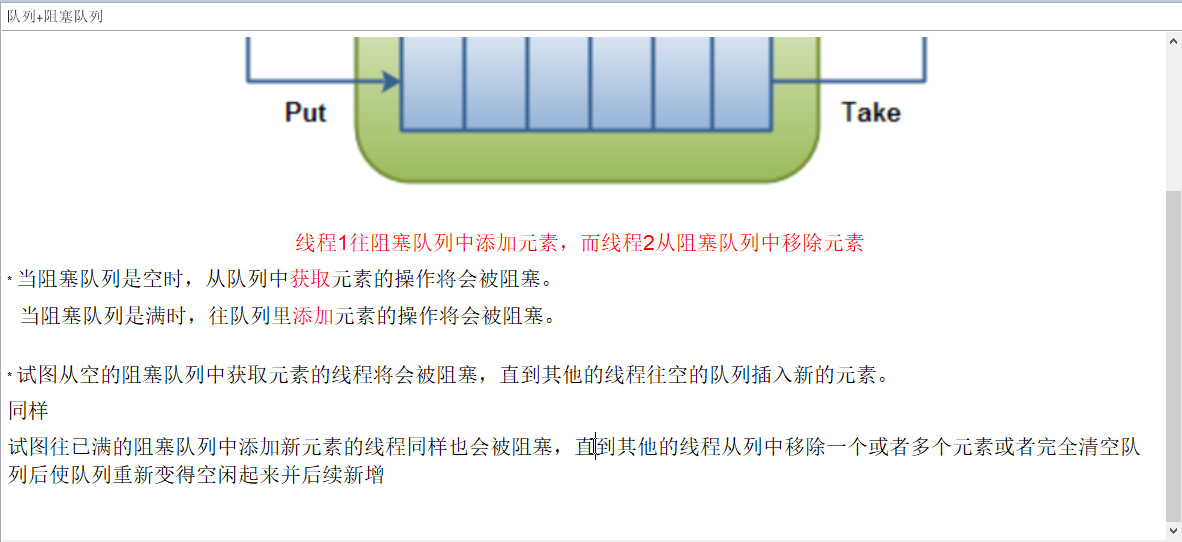 队列+阻塞队列
Put
Take
线程1往阻塞队列中添加元素，而线程2从阻塞队列中移除元素
* 当阻塞队列是空时，从队列中获取元素的操作将会被阻塞。
当阻塞队列是满时，往队列里添加元素的操作将会被阻塞。
* 试图从空的阻塞队列中获取元素的线程将会被阻塞，直到其他的线程往空的队列插入新的元素。
同样
试图往已满的阻塞队列中添加新元素的线程同样也会被阻塞，直到其他的线程从列中移除一个或者多个元素或者完全清空队
列后使队列重新变得空闲起来并后续新增